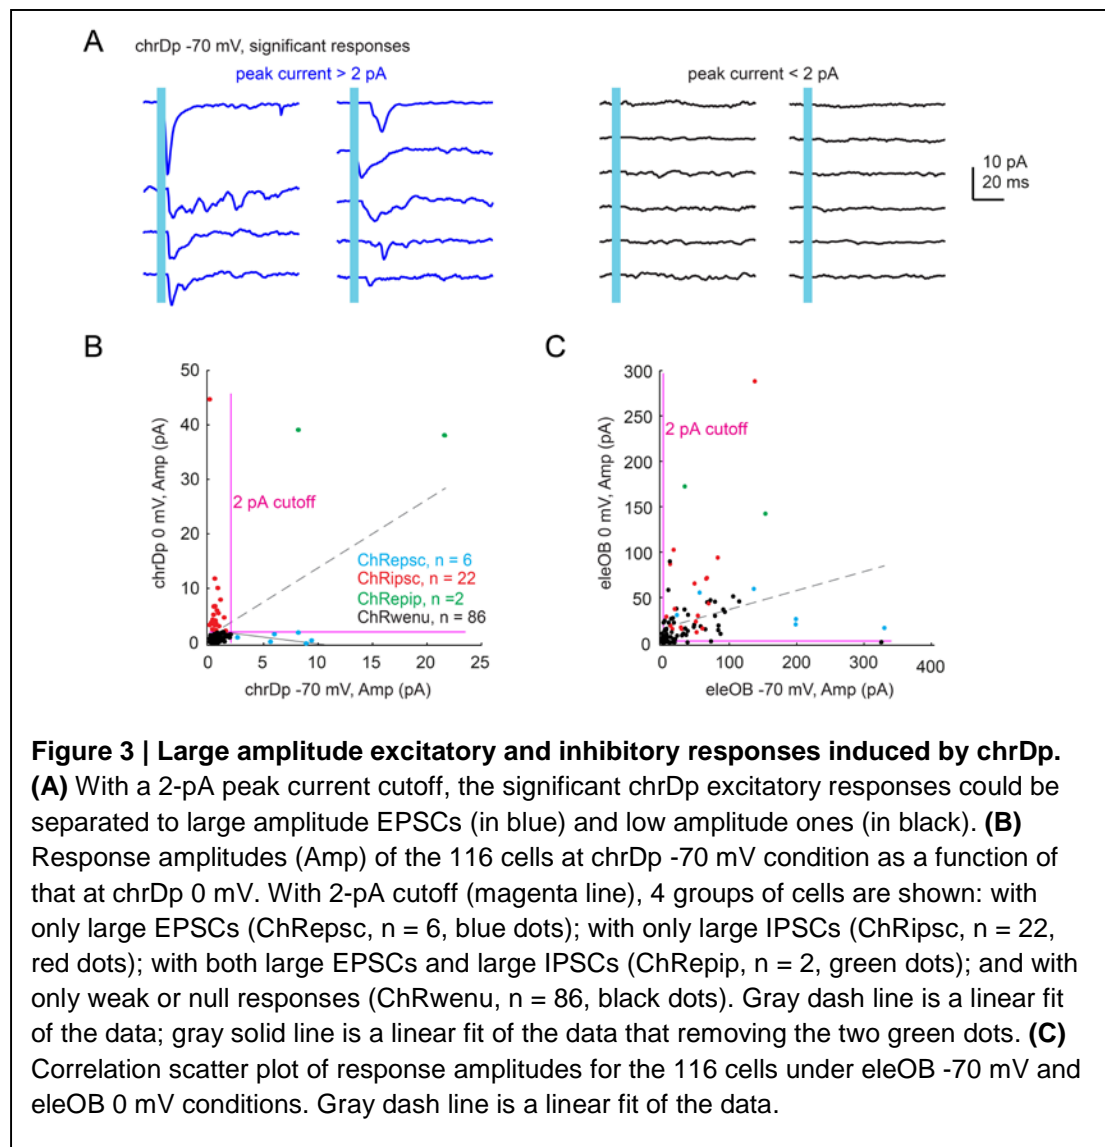 A
chrDp -70 mV, significant responses
peak current > 2 pA
peak current < 2 pA
10 pA
20 ms
B
50
40
30
20
10
0
chrDp 0 mV, Amp (pA)
2 pA cutoff
ChRepsc, n = 6
ChRipsc, n = 22
ChRepip, n =2
ChRwenu, n = 86
0 5 10 15 20 25
chrDp -70 mV, Amp (pA)
C
300
250
200
150
100
50
0
eleOB 0 mV, Amp (pA)
2 pA cutoff
0 100 200 300 400
eleOB -70 mV, Amp (pA)
Figure 3 | Large amplitude excitatory and inhibitory responses induced by chrDp.
(A) With a 2-pA peak current cutoff, the significant chrDp excitatory responses could be
separated to large amplitude EPSCs (in blue) and low amplitude ones (in black). (B)
Response amplitudes (Amp) of the 116 cells at chrDp -70 mV condition as a function of
that at chrDp 0 mV. With 2-pA cutoff (magenta line), 4 groups of cells are shown: with
only large EPSCs (ChRepsc, n = 6, blue dots); with only large IPSCs (ChRipsc, n = 22,
red dots); with both large EPSCs and large IPSCs (ChRepip, n = 2, green dots); and with
only weak or null responses (ChRwenu, n = 86, black dots). Gray dash line is a linear fit
of the data; gray solid line is a linear fit of the data that removing the two green dots. (C)
Correlation scatter plot of response amplitudes for the 116 cells under eleOB -70 mV and
eleOB 0 mV conditions. Gray dash line is a linear fit of the data.